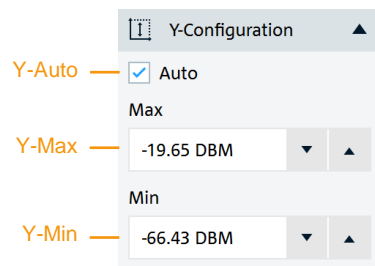 Y-Configuration
Y-Auto Auto
Max
Y-Max -19.65 DBM
Min
Y-Min -66.43 DBM